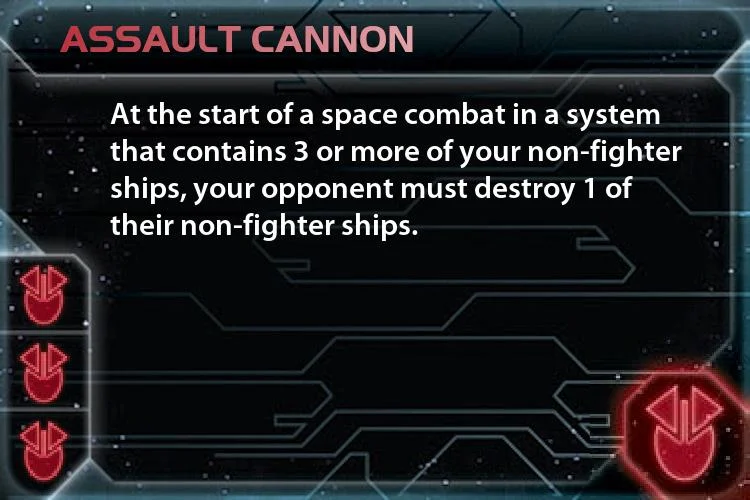 ASSAULT CANNON
At the start of a space combat in a system
that contains 3 or more of your non-fighter
ships, your opponent must destroy 1 of
their non-fighter ships.